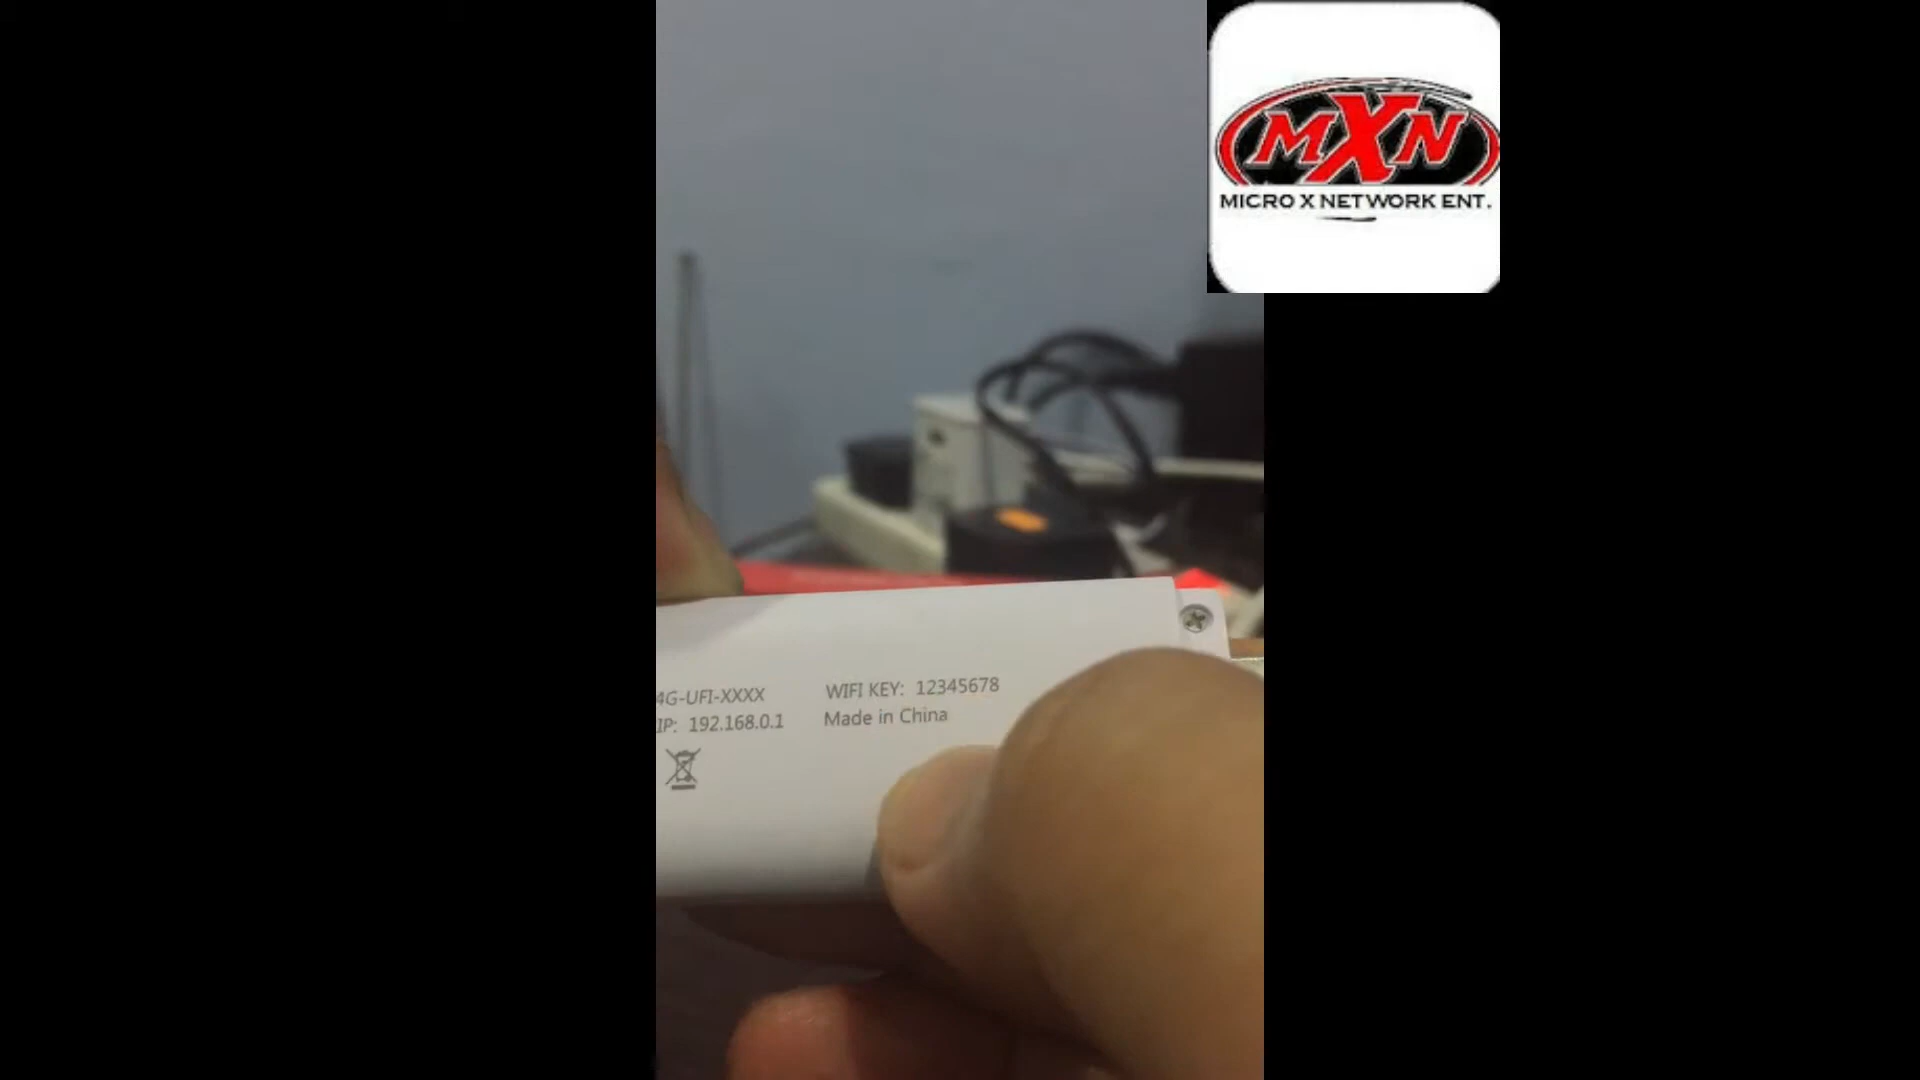 MXN
MICRO X NETWORK ENT.
4G-UFI-XXXX WIFI KEY: 12345678
IP: 192.168.0.1 Made in China